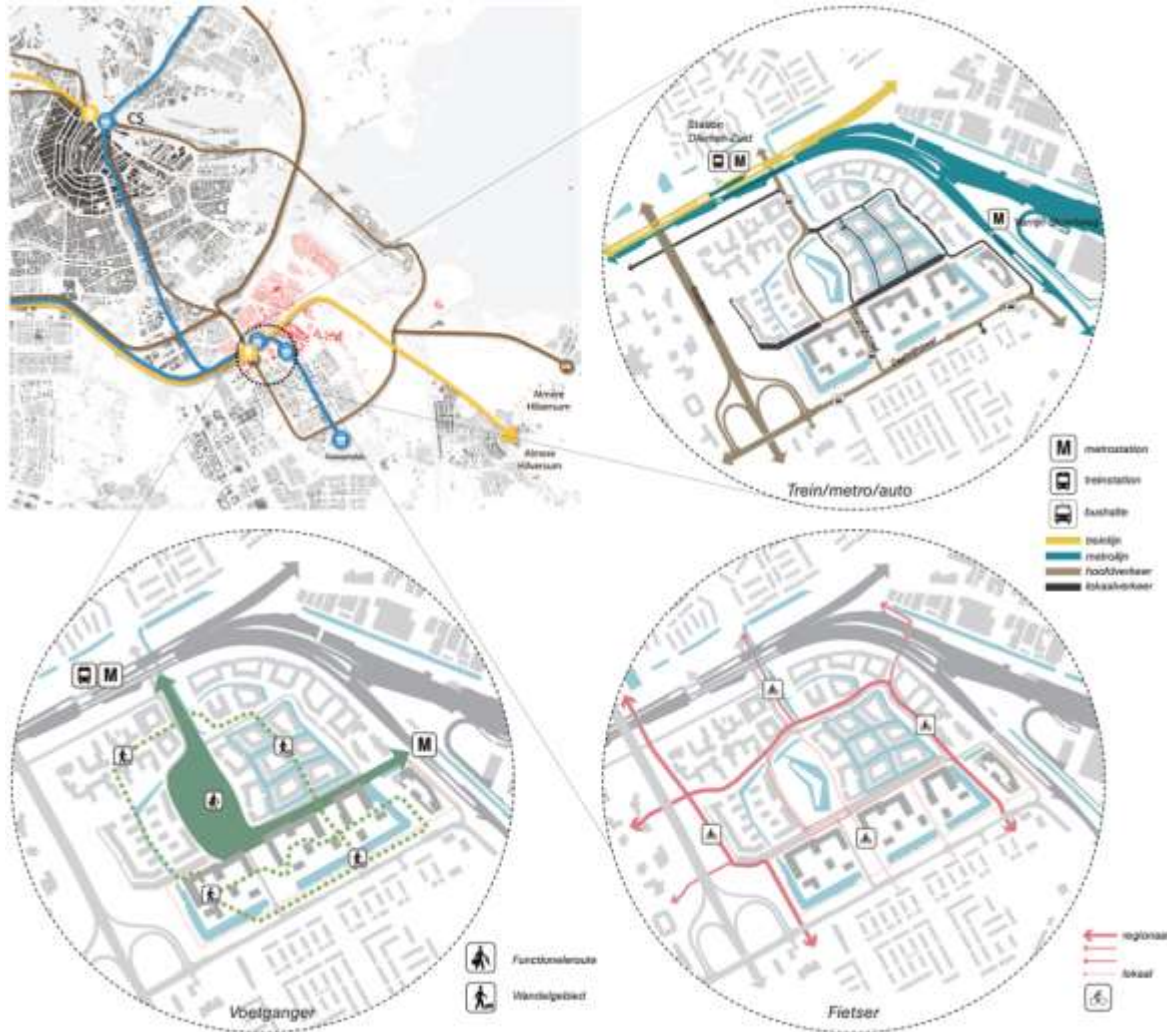 CS
Almere
Hilversum
Almere
Hilversum
Station
Diemen-Zuid
M
M
Trein/metro/auto
M
metrostation
treinstation
bushalte
treinlijn
metrolijn
hoofdverkeer
lokaalverkeer
M
M
Functioneleroute
Wandelgebied
Voetganger
Fietser
regionaal
lokaal